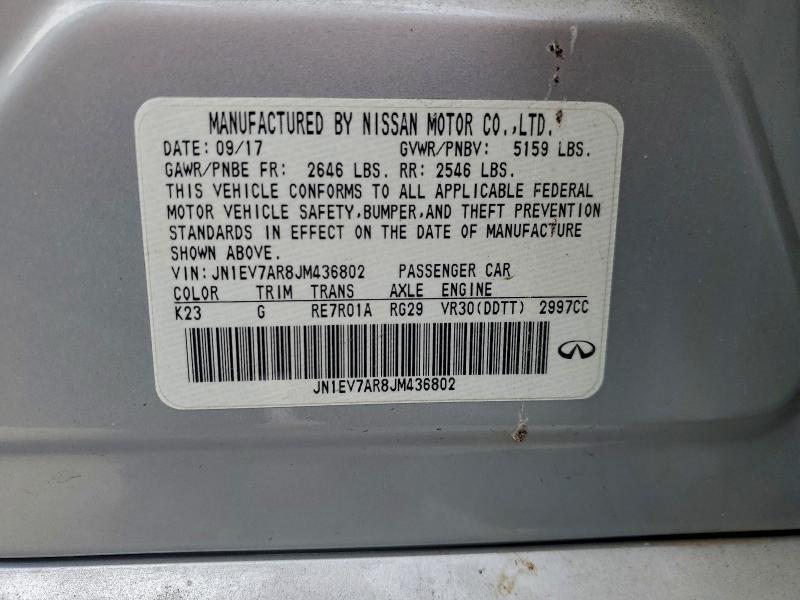 MANUFACTURED BY NISSAN MOTOR CO.,LTD.
DATE: 09/17 GVWR/PNBV: 5159 LBS.
GAWR/PNBE FR: 2646 LBS. RR: 2546 LBS.
THIS VEHICLE CONFORMS TO ALL APPLICABLE FEDERAL
MOTOR VEHICLE SAFETY,BUMPER,AND THEFT PREVENTION
STANDARDS IN EFFECT ON THE DATE OF MANUFACTURE
SHOWN ABOVE.
VIN: JN1EV7AR8JM436802 PASSENGER CAR
COLOR TRIM TRANS AXLE ENGINE
K23 G RE7R01A RG29 VR30(DDTT) 2997CC
JN1EV7AR8JM436802